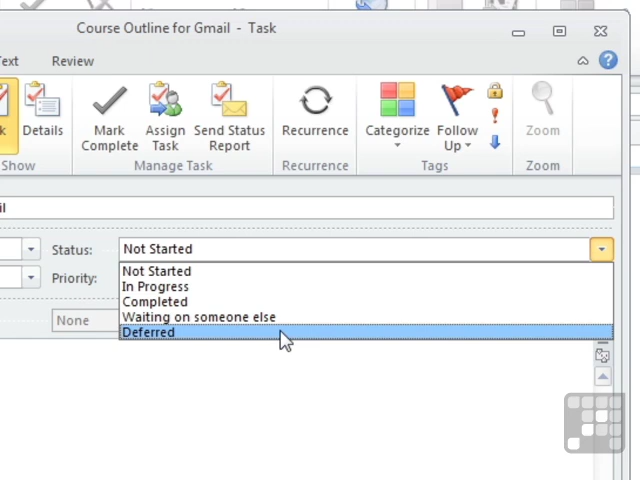 Course Outline for Gmail - Task
Text Review
Details Mark Complete Assign Task Send Status Report Recurrence Categorize Follow Up Zoom
Show Manage Task Recurrence Tags Zoom
Status: Not Started
Priority:
Not Started
In Progress
Completed
Waiting on someone else
Deferred
None